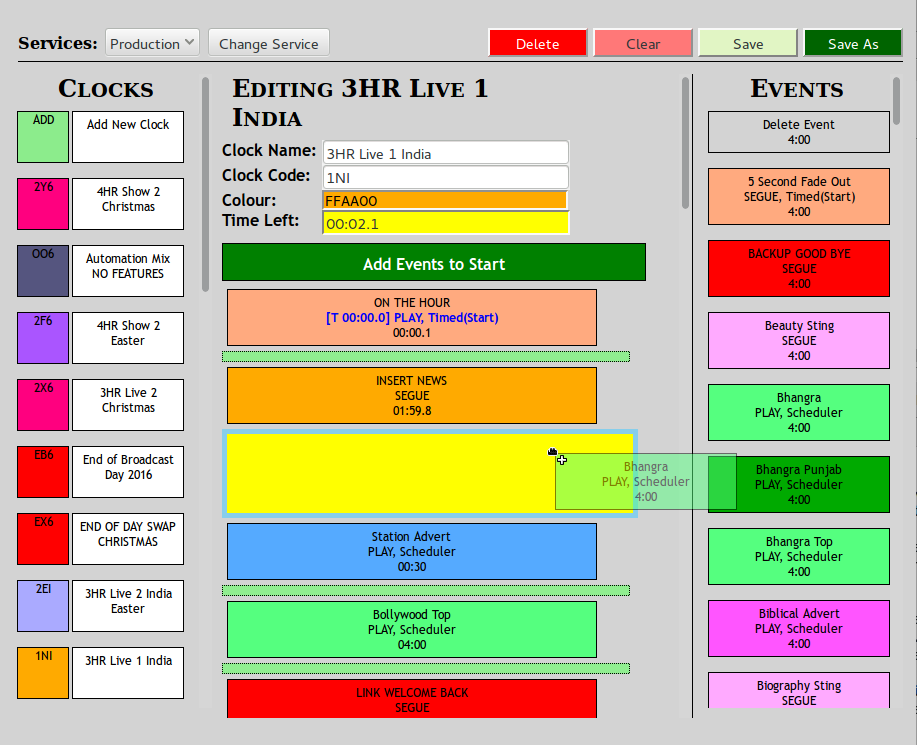 Services: Production Change Service Delete Clear Save Save As
CLOCKS
ADD
Add New Clock
2Y6
4HR Show 2
Christmas
OO6
Automation Mix
NO FEATURES
2F6
4HR Show 2
Easter
2X6
3HR Live 2
Christmas
EB6
End of Broadcast
Day 2016
EX6
END OF DAY SWAP
CHRISTMAS
2EI
3HR Live 2 India
Easter
1NI
3HR Live 1 India
EDITING 3HR LIVE 1
INDIA
Clock Name: 3HR Live 1 India
Clock Code: 1NI
Colour: FFAA00
Time Left: 00:02.1
Add Events to Start
ON THE HOUR
[T 00:00.0] PLAY, Timed(Start)
00:00.1
INSERT NEWS
SEGUE
01:59.8
Bhangra
PLAY, Scheduler
4:00
Station Advert
PLAY, Scheduler
00:30
Bollywood Top
PLAY, Scheduler
04:00
LINK WELCOME BACK
SEGUE
EVENTS
Delete Event
4:00
5 Second Fade Out
SEGUE, Timed(Start)
4:00
BACKUP GOOD BYE
SEGUE
4:00
Beauty Sting
SEGUE
4:00
Bhangra
PLAY, Scheduler
4:00
Bhangra Punjab
PLAY, Scheduler
4:00
Bhangra Top
PLAY, Scheduler
4:00
Biblical Advert
PLAY, Scheduler
4:00
Biography Sting
SEGUE